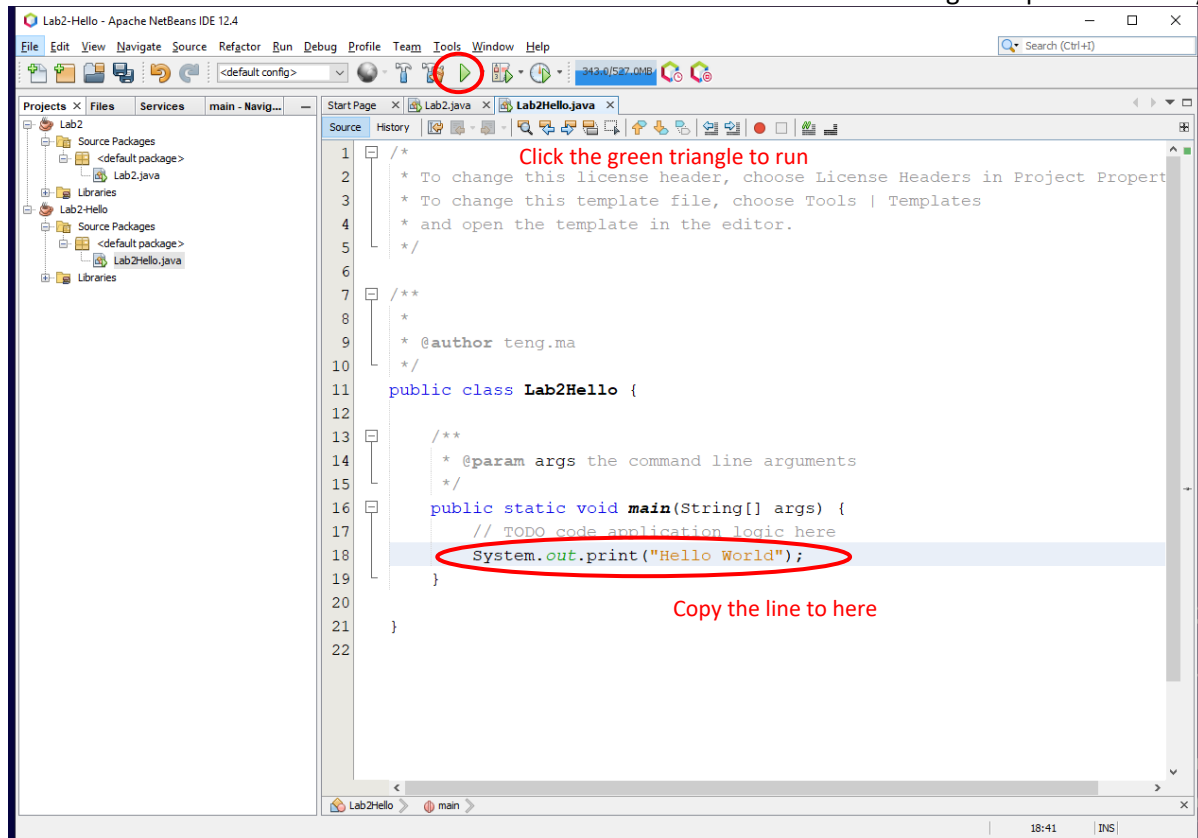 Lab2-Hello - Apache NetBeans IDE 12.4
File Edit View Navigate Source Refactor Run Debug Profile Team Tools Window Help
Search (Ctrl+I)
<default config>
343.0/527.0MB
Projects Files Services main - Navig...
Lab2
Source Packages
<default package>
Lab2.java
Libraries
Lab2-Hello
Source Packages
<default package>
Lab2Hello.java
Libraries
Start Page Lab2.java Lab2Hello.java
Source History
Click the green triangle to run
1 /*
2 * To change this license header, choose License Headers in Project Propert
3 * To change this template file, choose Tools | Templates
4 * and open the template in the editor.
5 */
6
7 /**
8 *
9 * @author teng.ma
10 */
11 public class Lab2Hello {
12
13 /**
14 * @param args the command line arguments
15 */
16 public static void main(String[] args) {
17 // TODO code application logic here
18 System.out.print("Hello World");
19 }
20
21 }
22
Copy the line to here
Lab2Hello main
18:41 INS